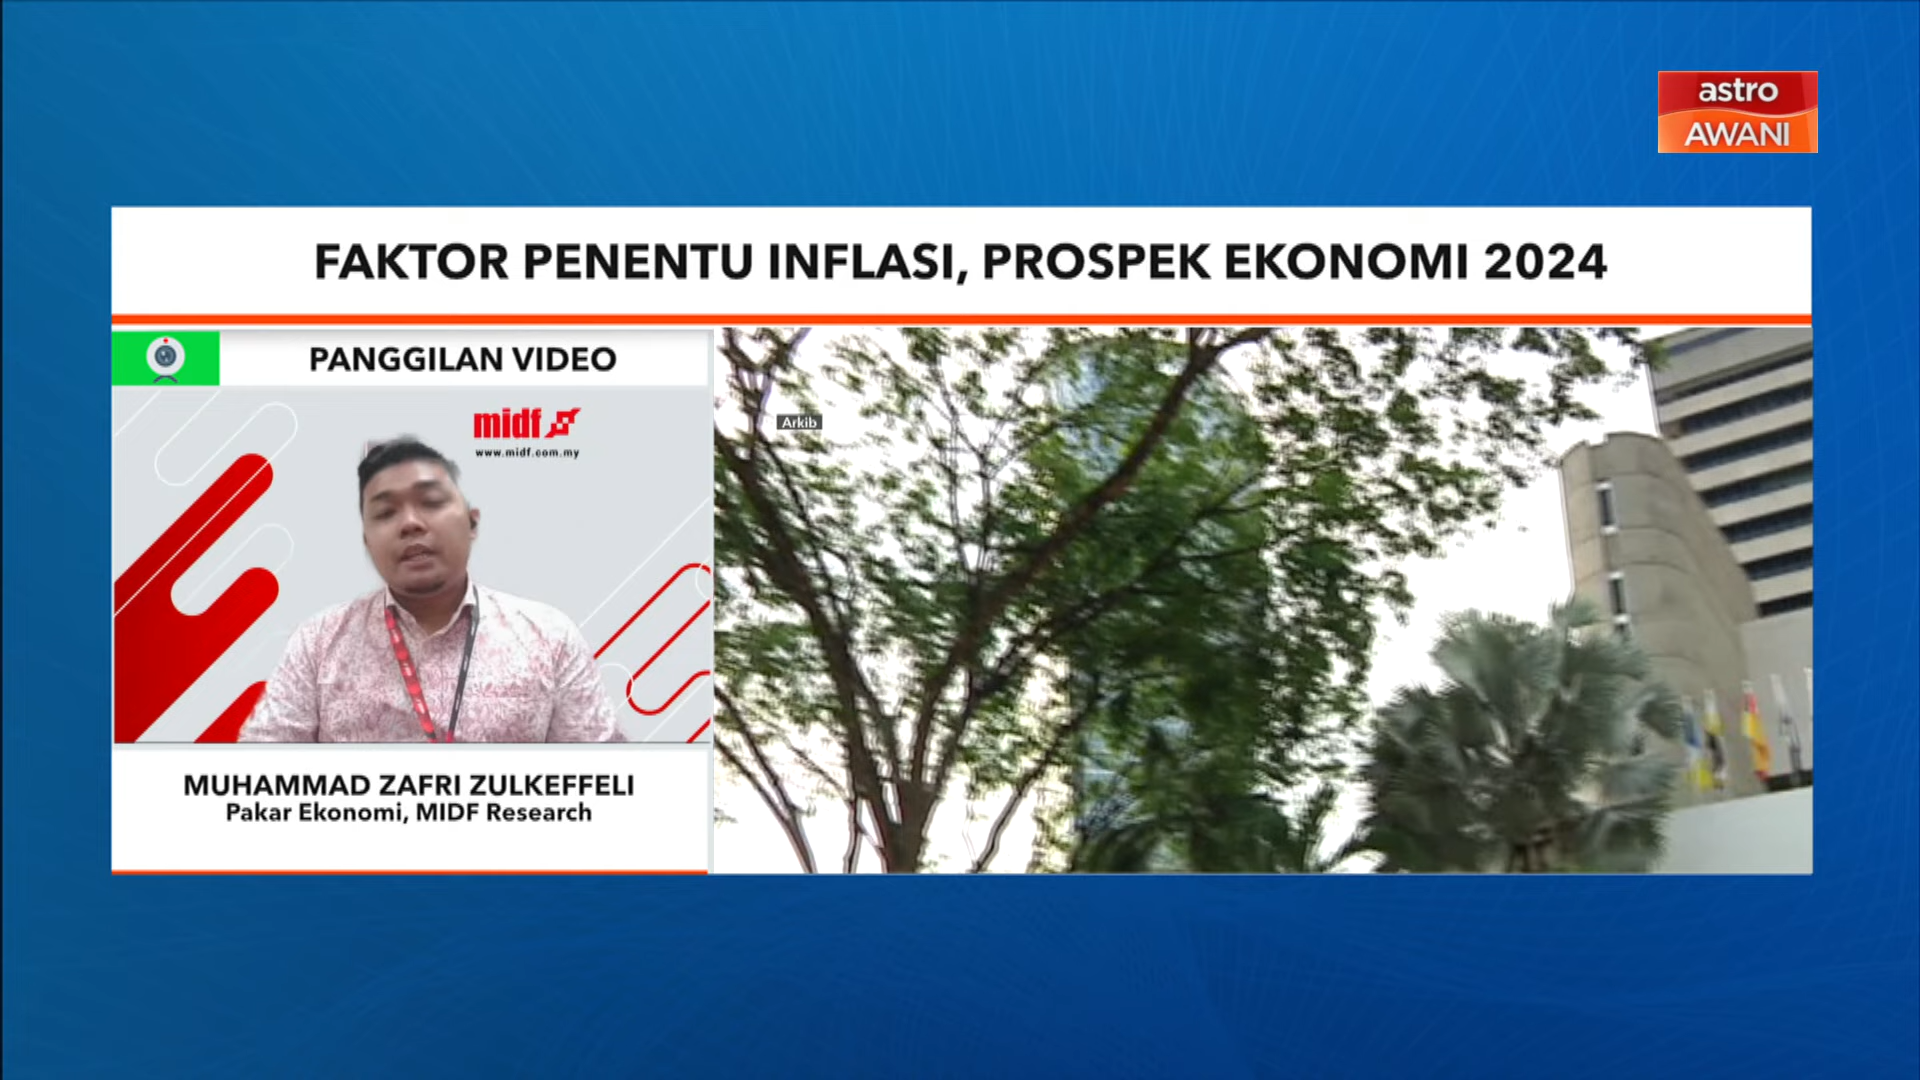 astro
AWANI
FAKTOR PENENTU INFLASI, PROSPEK EKONOMI 2024
PANGGILAN VIDEO
midf
www.midf.com.my
Arkib
MUHAMMAD ZAFRI ZULKEFFELI
Pakar Ekonomi, MIDF Research